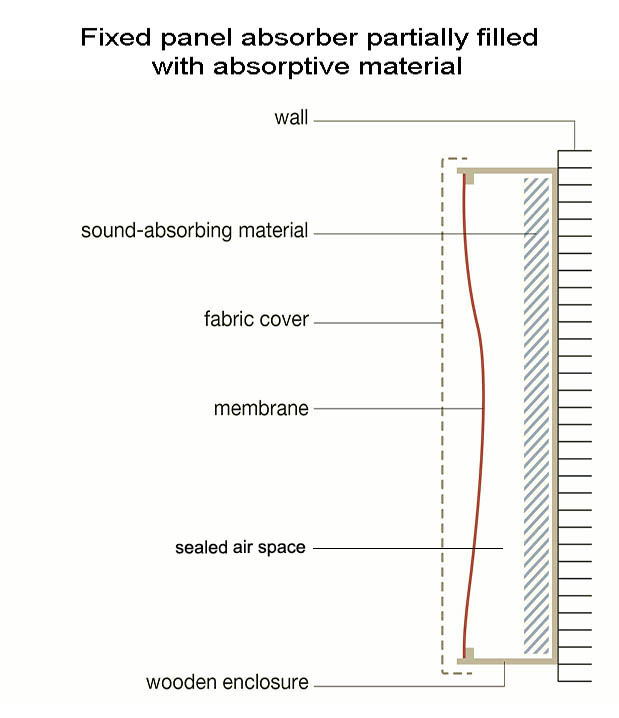 Fixed panel absorber partially filled
with absorptive material
wall
sound-absorbing material
fabric cover
membrane
sealed air space
wooden enclosure